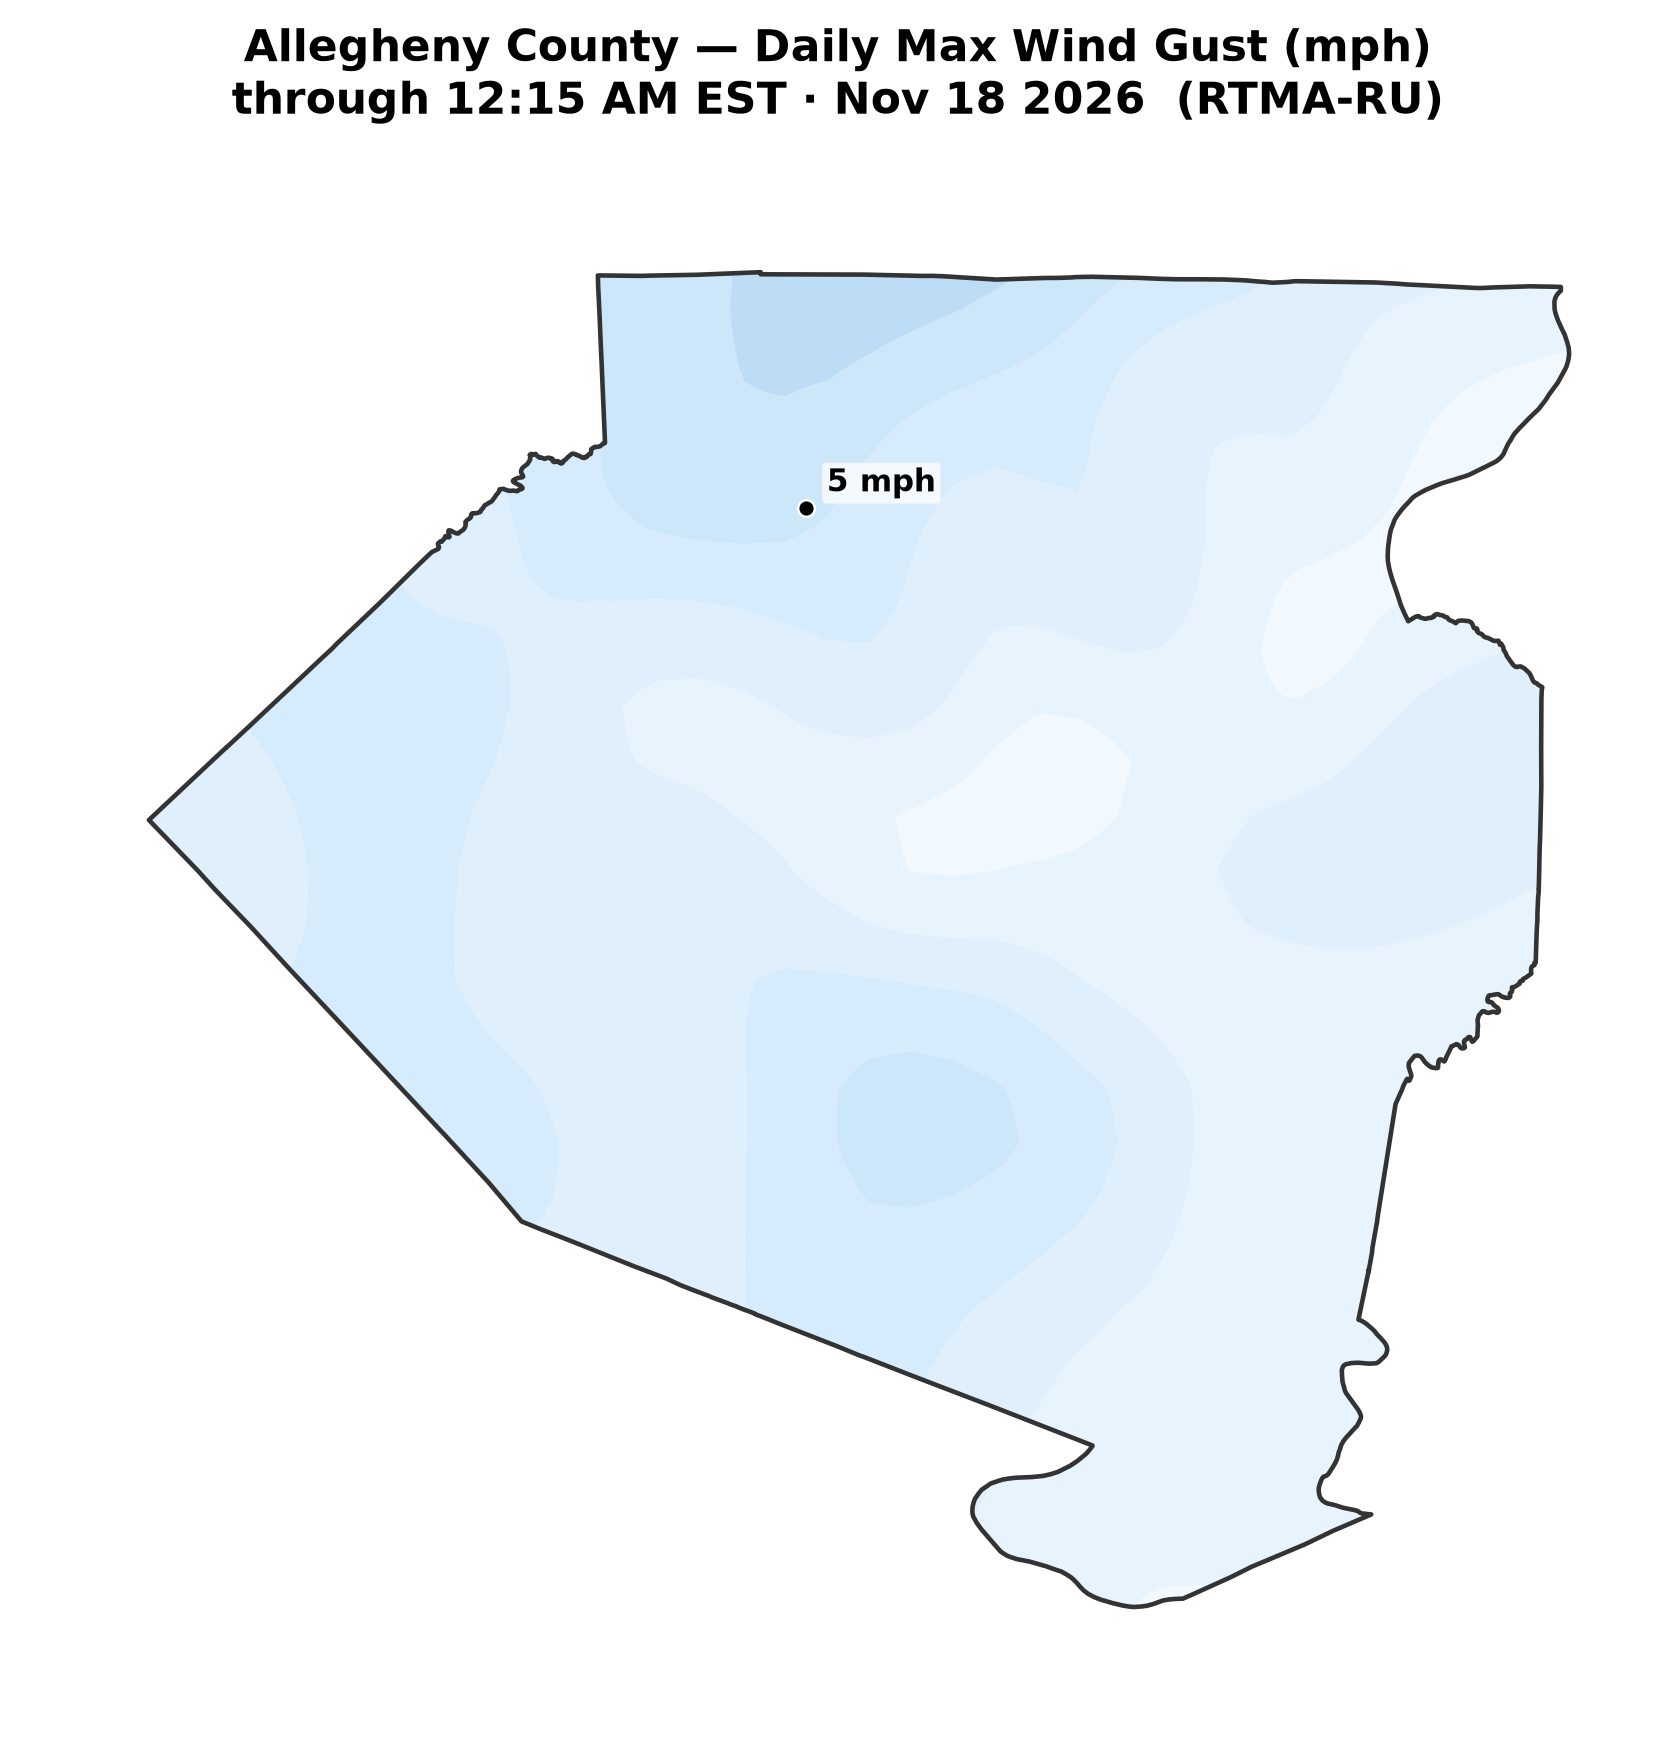 Allegheny County — Daily Max Wind Gust (mph)
through 12:15 AM EST · Nov 18 2026 (RTMA-RU)
5 mph